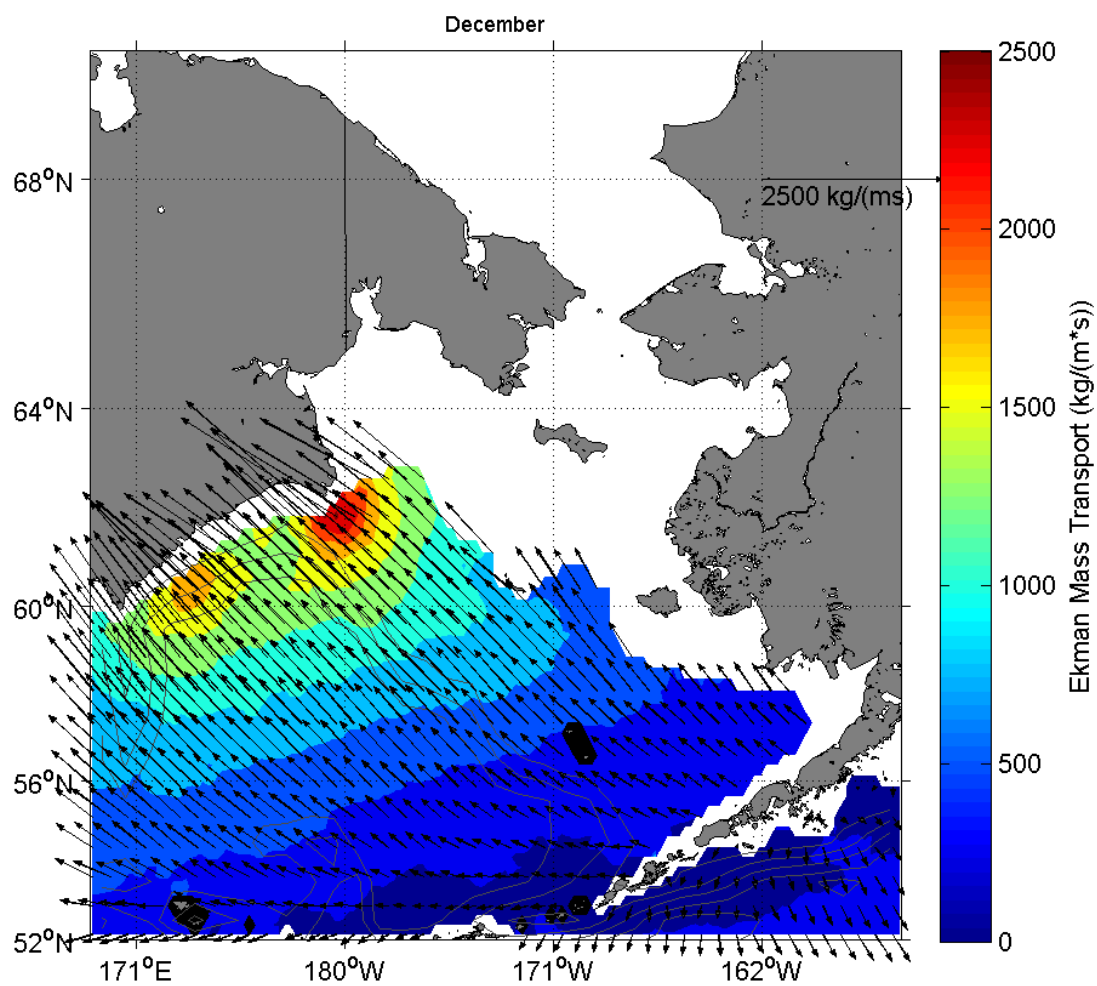 December
2500
68°N
2500 kg/(ms)
2000
64°N
1500
60°N
1000
56°N
500
52°N
0
171°E
180°W
171°W
162°W
Ekman Mass Transport (kg/(m*s))